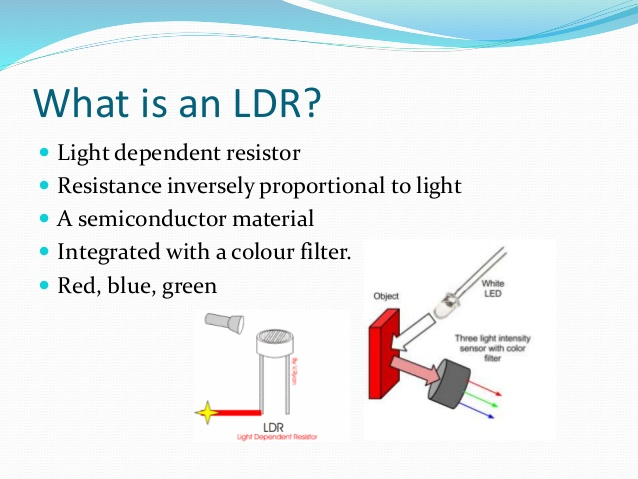 What is an LDR?
Light dependent resistor
Resistance inversely proportional to light
A semiconductor material
Integrated with a colour filter.
Red, blue, green
White
LED
Object
Three light intensity
sensor with color
filter
LDR
Light Dependent Resistor